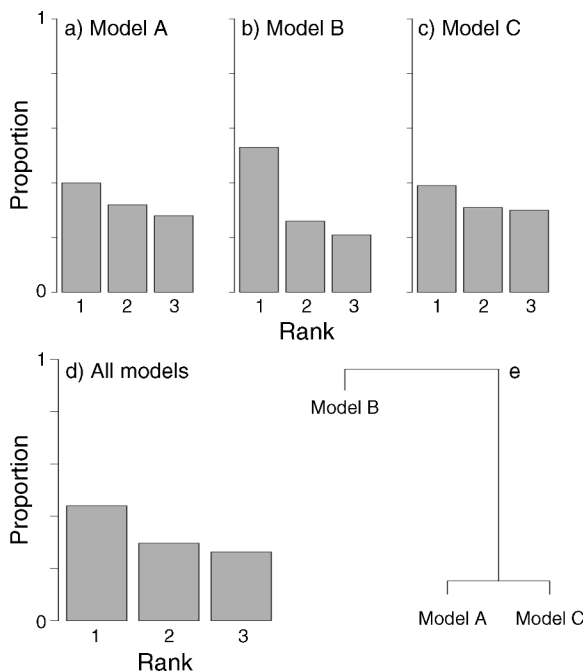 1
a) Model A
b) Model B
c) Model C
Proportion
0
1 2 3
1 2 3
1 2 3
Rank
Rank
1
d) All models
e
Model B
Proportion
0
1 2 3
Rank
Model A
Model C